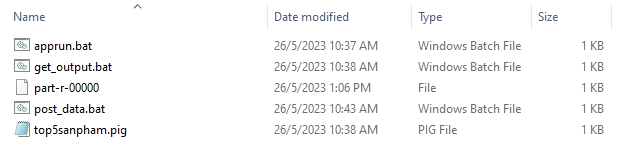 Name Date modified Type Size
apprun.bat 26/5/2023 10:37 AM Windows Batch File 1 KB
get_output.bat 26/5/2023 10:38 AM Windows Batch File 1 KB
part-r-00000 26/5/2023 1:06 PM File 1 KB
post_data.bat 26/5/2023 10:43 AM Windows Batch File 1 KB
top5sanpham.pig 26/5/2023 10:38 AM PIG File 1 KB